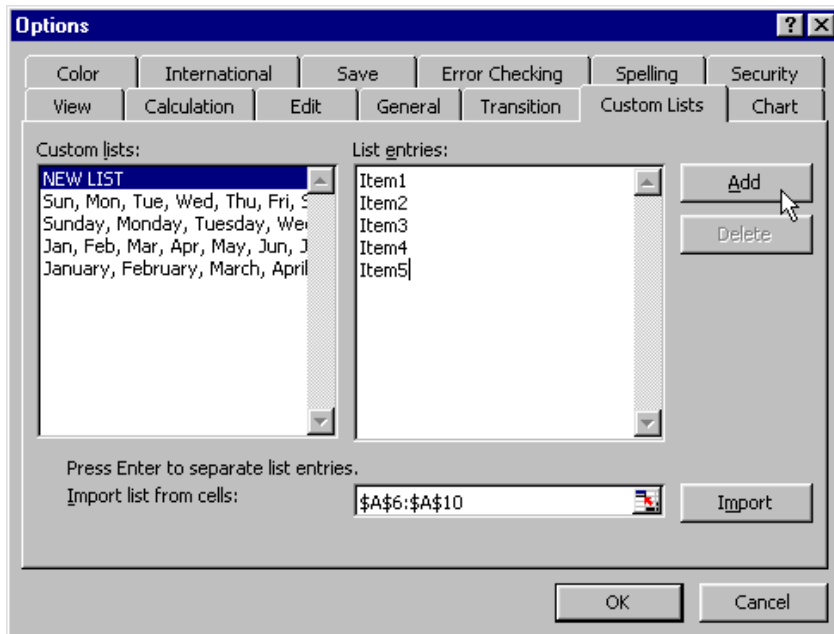 Options
Color International Save Error Checking Spelling Security
View Calculation Edit General Transition Custom Lists Chart
Custom lists: List entries:
NEW LIST
Sun, Mon, Tue, Wed, Thu, Fri, S
Sunday, Monday, Tuesday, We
Jan, Feb, Mar, Apr, May, Jun, J
January, February, March, April
Item1
Item2
Item3
Item4
Item5
Add
Delete
Press Enter to separate list entries.
Import list from cells: $A$6:$A$10 Import
OK Cancel